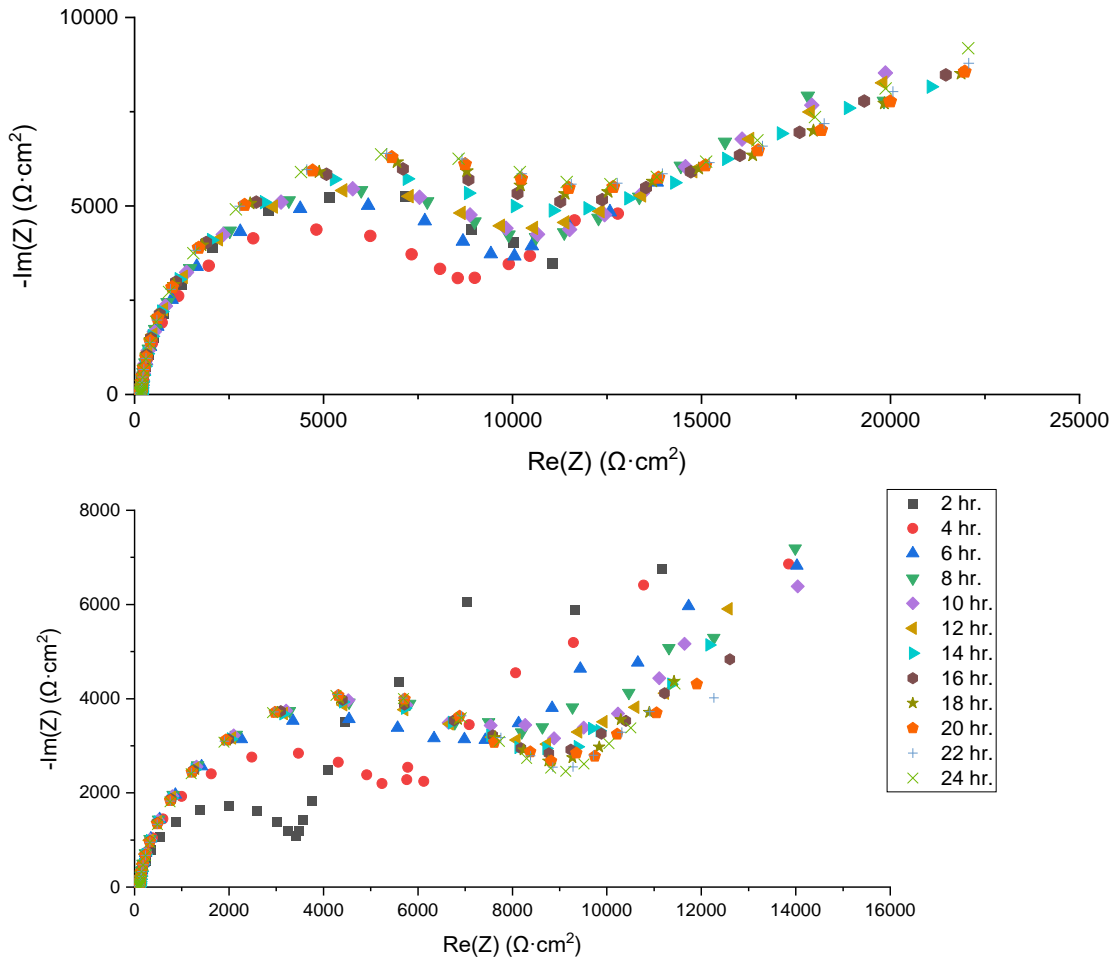 10000
5000
0
-Im(Z) (Ω·cm²)
0 5000 10000 15000 20000 25000
Re(Z) (Ω·cm²)
8000
6000
4000
2000
0
-Im(Z) (Ω·cm²)
0 2000 4000 6000 8000 10000 12000 14000 16000
Re(Z) (Ω·cm²)
2 hr.
4 hr.
6 hr.
8 hr.
10 hr.
12 hr.
14 hr.
16 hr.
18 hr.
20 hr.
22 hr.
24 hr.